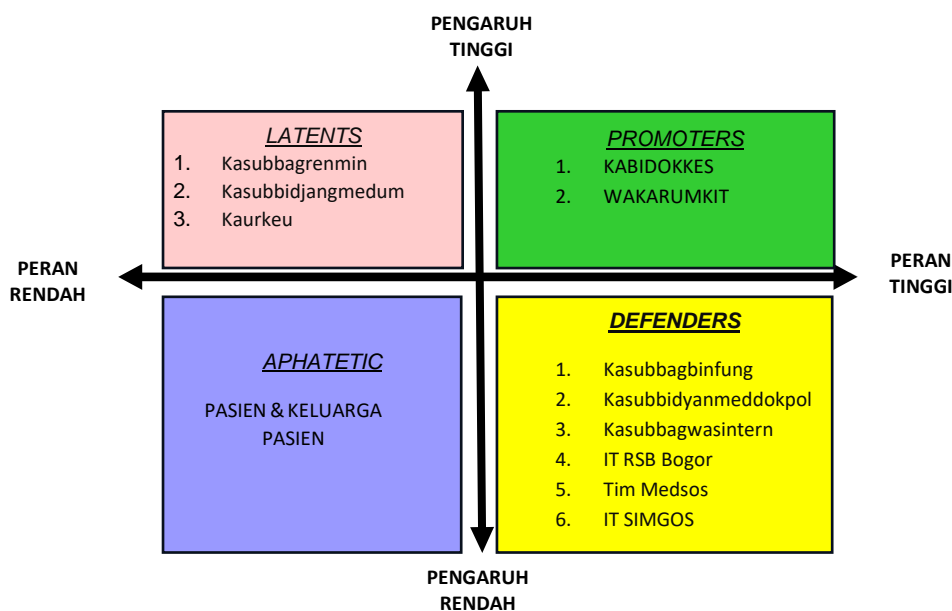 PENGARUH
TINGGI
LATENTS
1. Kasubbagrenmin
2. Kasubbidjangmedum
3. Kaurkeu
PROMOTERS
1. KABIDOKKES
2. WAKARUMKIT
PERAN
RENDAH
PERAN
TINGGI
APHATETIC
PASIEN & KELUARGA
PASIEN
DEFENDERS
1. Kasubbagbinfung
2. Kasubbidyanmeddokpol
3. Kasubbagwasintern
4. IT RSB Bogor
5. Tim Medsos
6. IT SIMGOS
PENGARUH
RENDAH